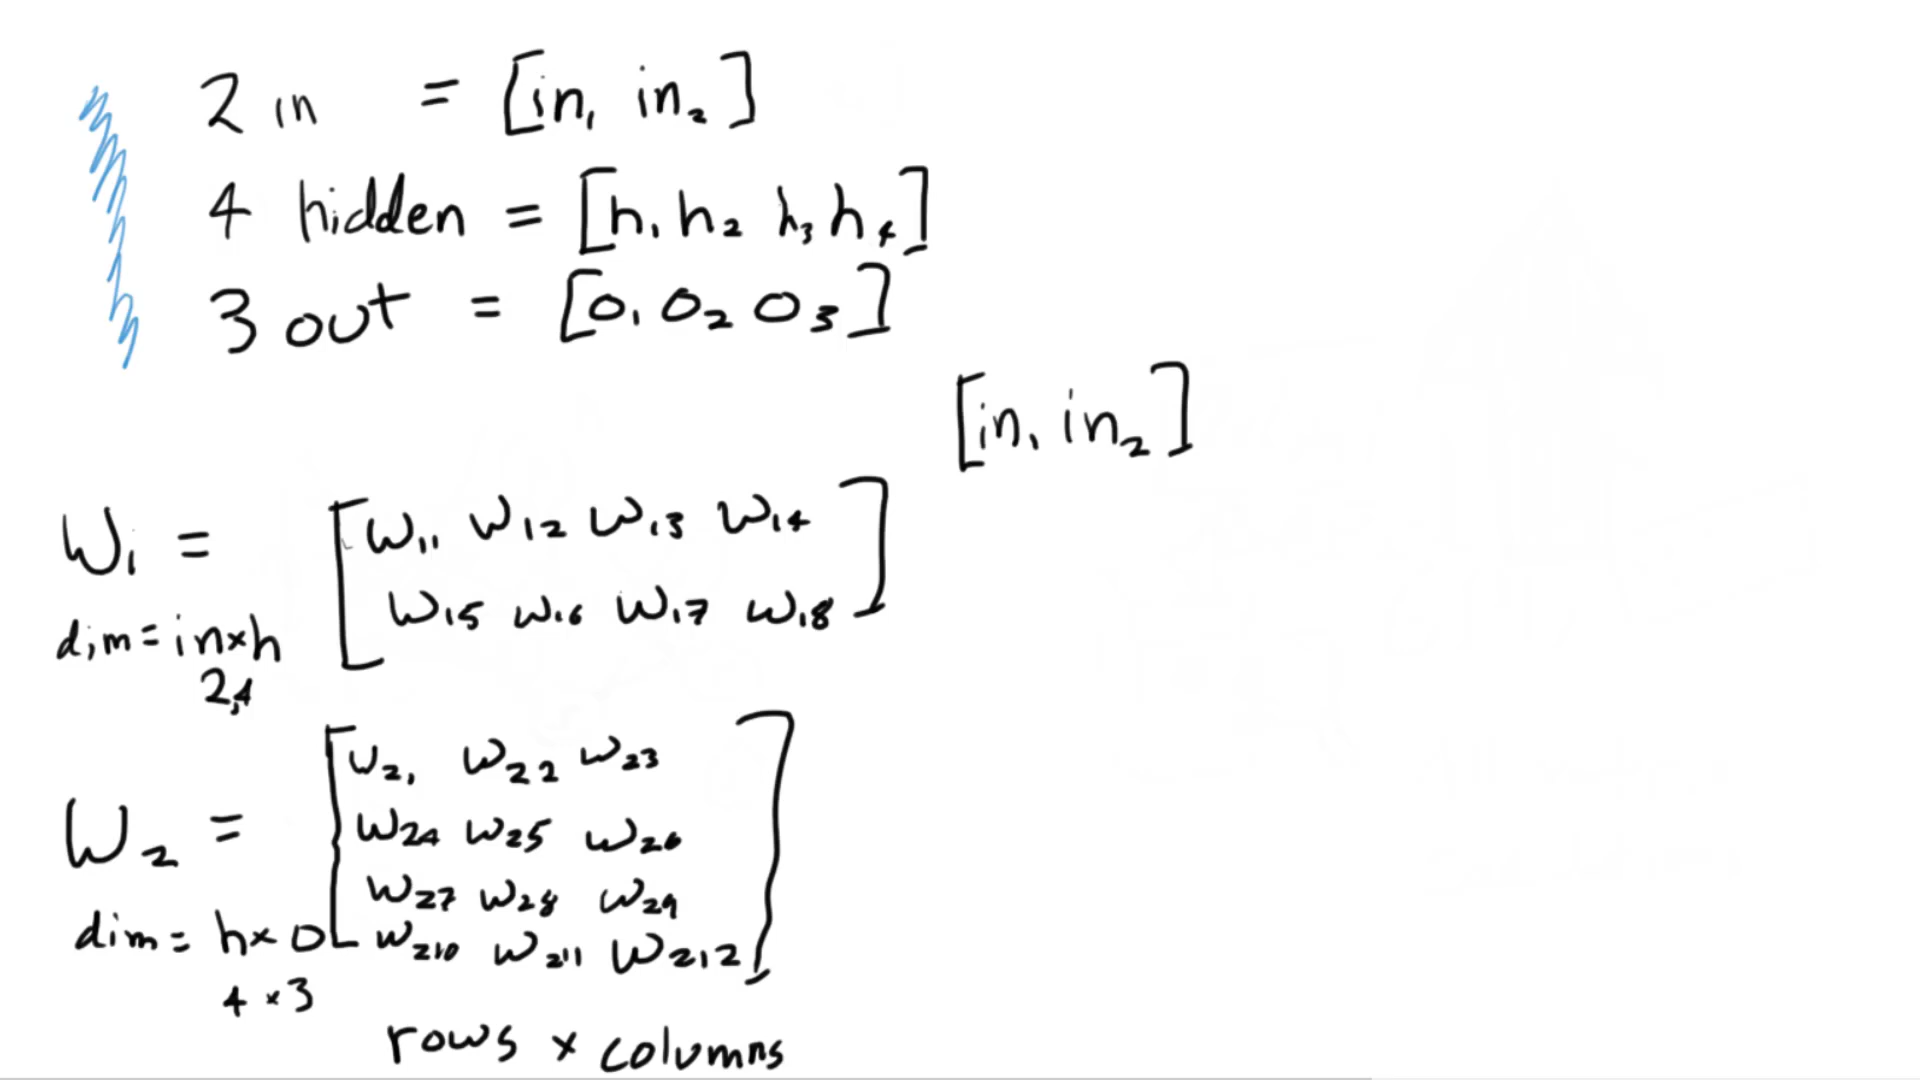 2 in = [in1 in2]
4 hidden = [h1 h2 h3 h4]
3 out = [o1 o2 o3]
[in1 in2]
W1 = [w11 w12 w13 w14
w15 w16 w17 w18]
dim = in×h
2,4
W2 = [w21 w22 w23
w24 w25 w26
w27 w28 w29
w210 w211 w212]
dim = h× o
4 × 3
rows × columns